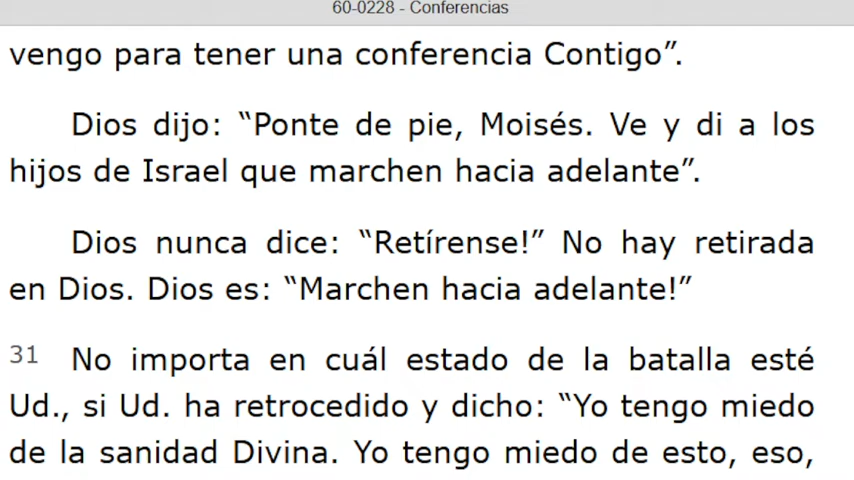 60-0228 - Conferencias
vengo para tener una conferencia Contigo”.
Dios dijo: “Ponte de pie, Moisés. Ve y di a los
hijos de Israel que marchen hacia adelante”.
Dios nunca dice: “Retírense!” No hay retirada
en Dios. Dios es: “Marchen hacia adelante!”
31 No importa en cuál estado de la batalla esté
Ud., si Ud. ha retrocedido y dicho: “Yo tengo miedo
de la sanidad Divina. Yo tengo miedo de esto, eso,